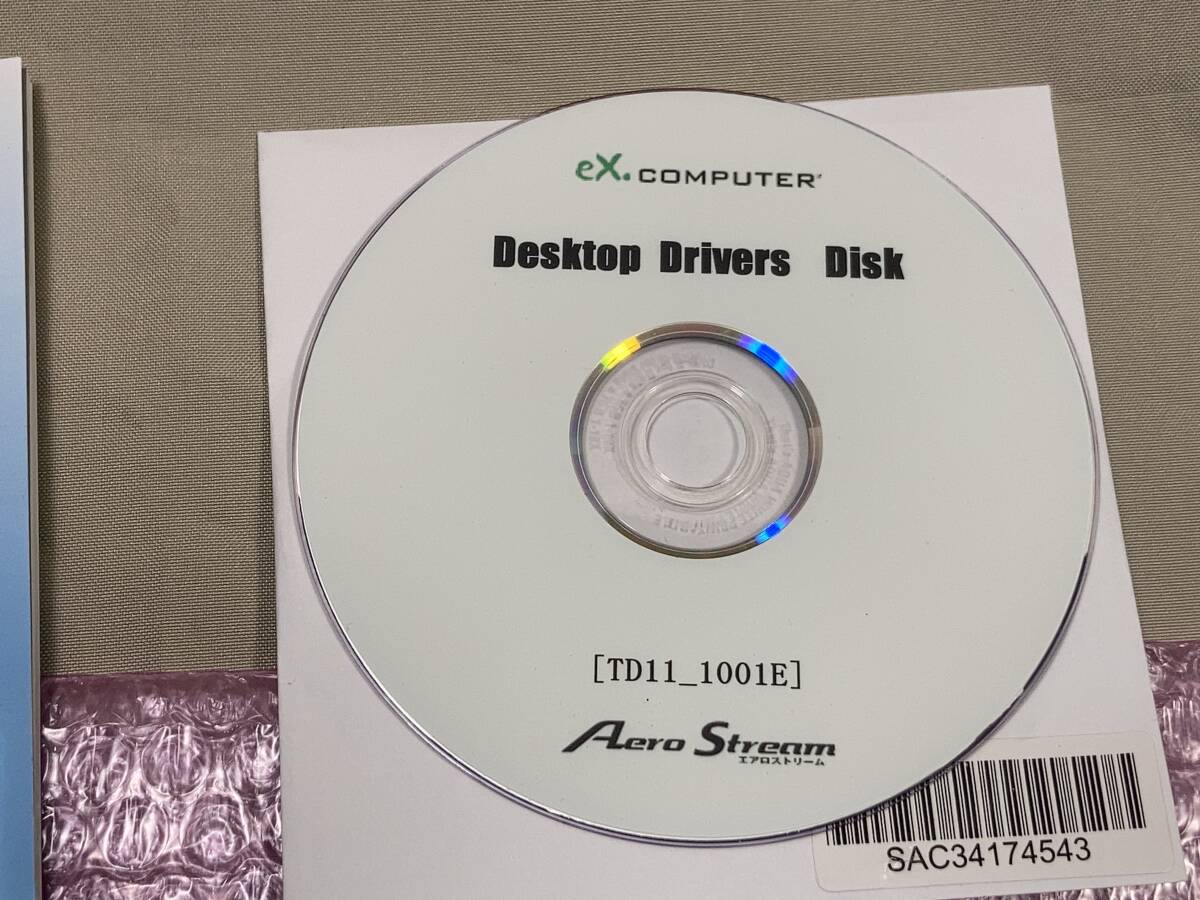 eX.COMPUTER
Desktop Drivers Disk
[TD11_1001E]
Aero Stream
エアロストリーム
SAC34174543